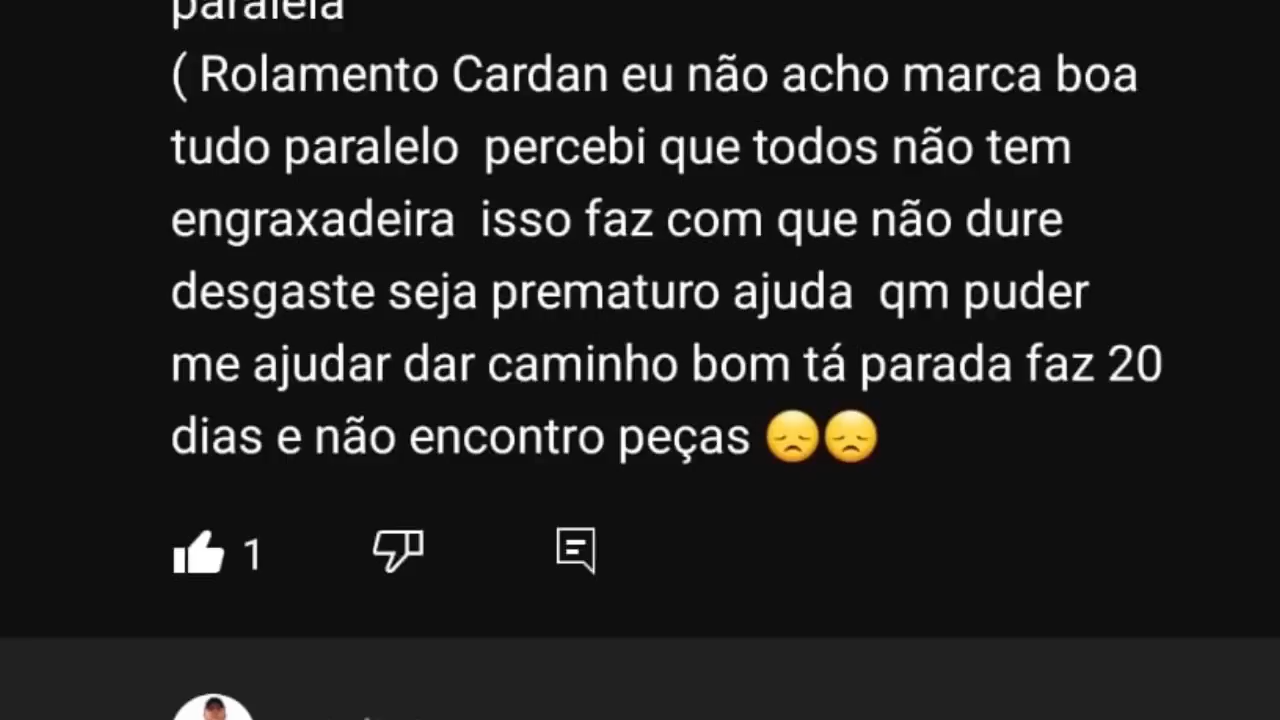 paralela
( Rolamento Cardan eu não acho marca boa
tudo paralelo  percebi que todos não tem
engraxadeira  isso faz com que não dure
desgaste seja prematuro ajuda  qm puder
me ajudar dar caminho bom tá parada faz 20
dias e não encontro peças 😞😞
1